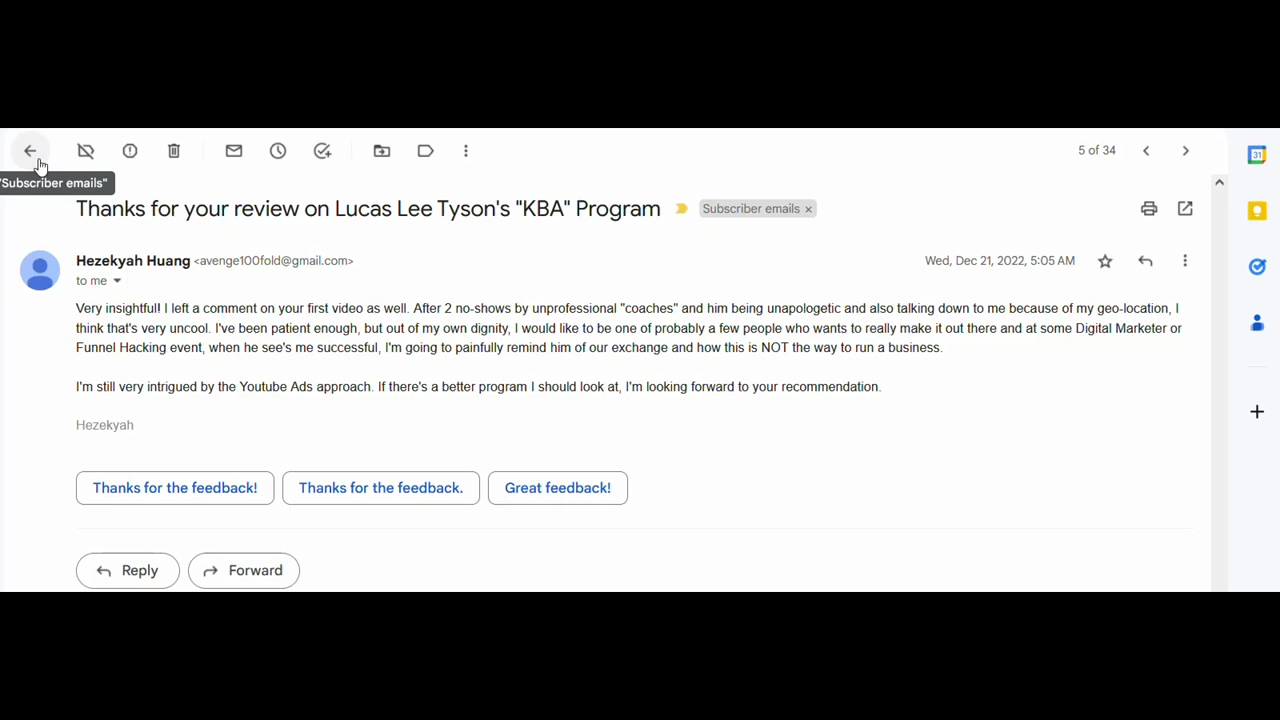 5 of 34
31
"Subscriber emails"
Thanks for your review on Lucas Lee Tyson's "KBA" Program
Subscriber emails ×
Hezekyah Huang <avenge100fold@gmail.com>
Wed, Dec 21, 2022, 5:05 AM
to me
Very insightful! I left a comment on your first video as well. After 2 no-shows by unprofessional "coaches" and him being unapologetic and also talking down to me because of my geo-location, I
think that's very uncool. I've been patient enough, but out of my own dignity, I would like to be one of probably a few people who wants to really make it out there and at some Digital Marketer or
Funnel Hacking event, when he see's me successful, I'm going to painfully remind him of our exchange and how this is NOT the way to run a business.
I'm still very intrigued by the Youtube Ads approach. If there's a better program I should look at, I'm looking forward to your recommendation.
Hezekyah
Thanks for the feedback!
Thanks for the feedback.
Great feedback!
Reply
Forward